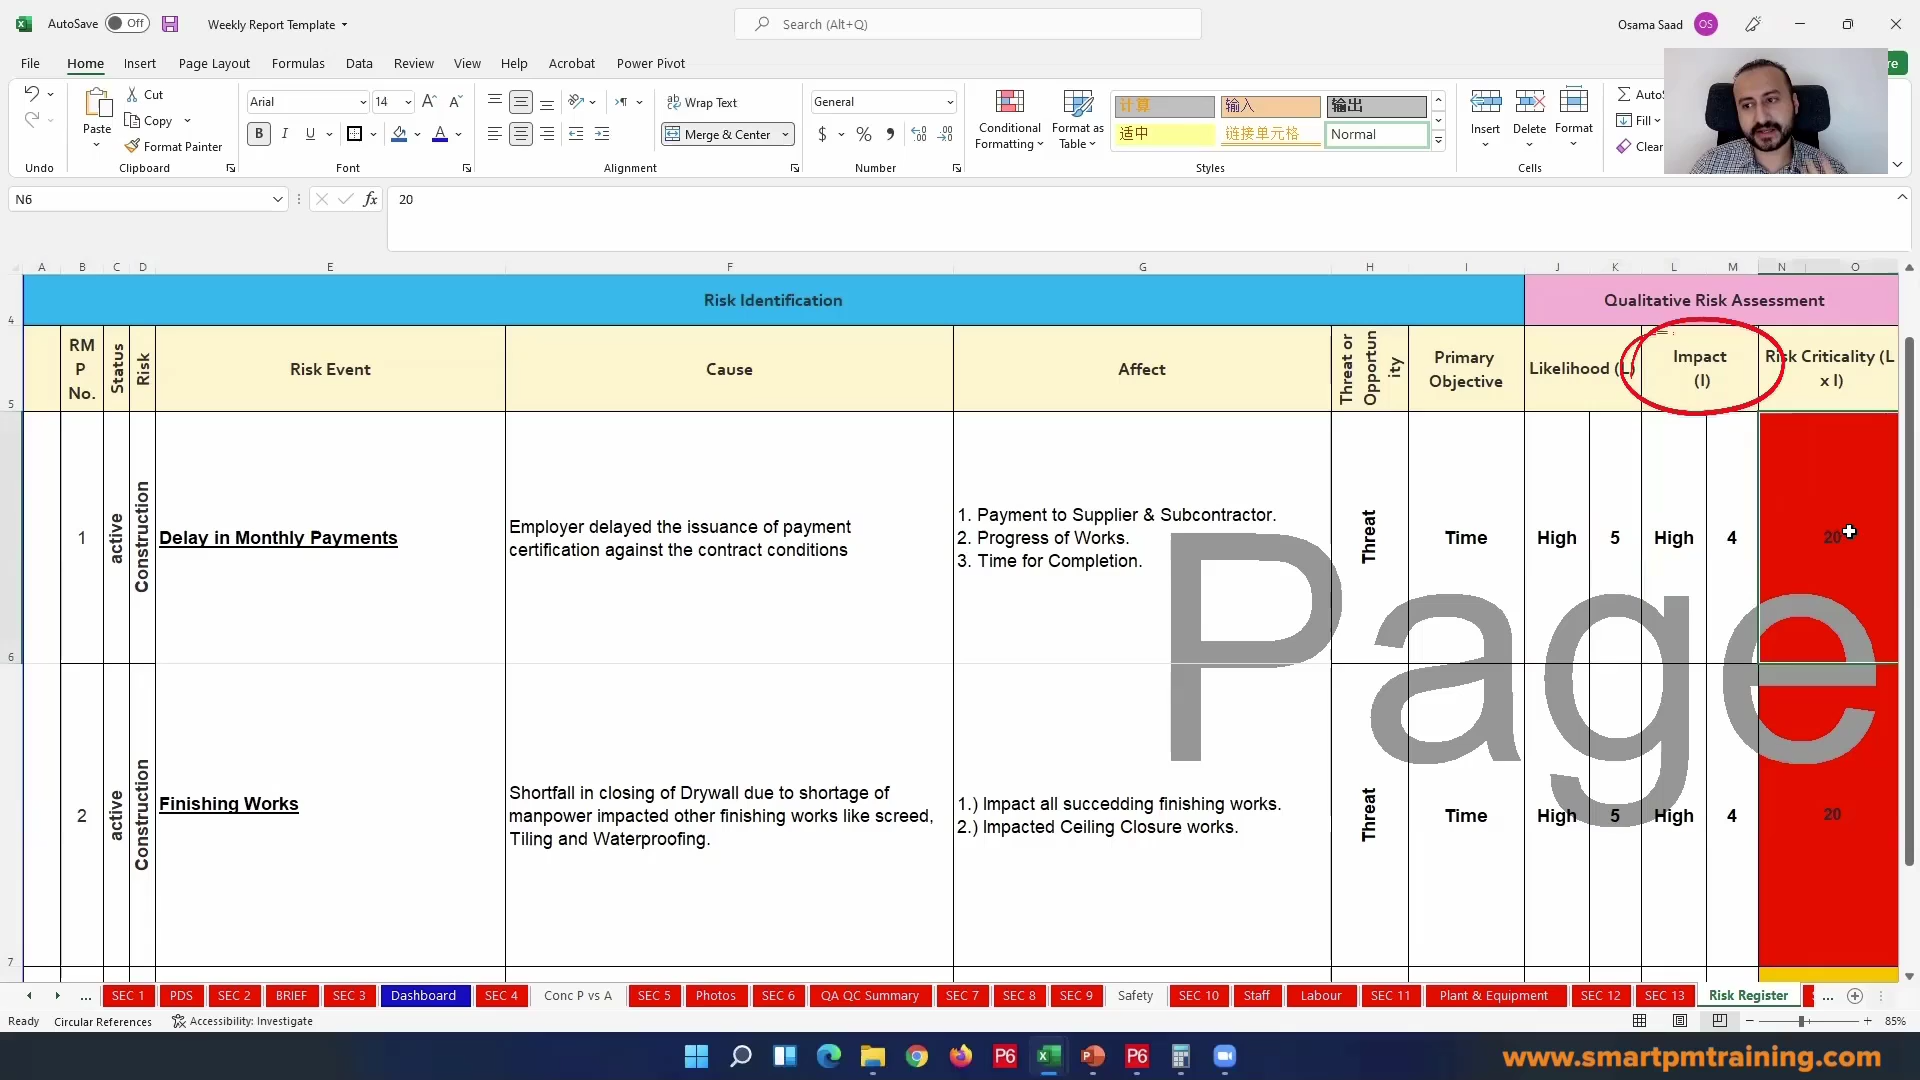 AutoSave Off Weekly Report Template Search (Alt+Q) Osama Saad OS
File Home Insert Page Layout Formulas Data Review View Help Acrobat Power Pivot
Cut
Copy
Format Painter
Paste
Undo
Clipboard
Arial 14
B I U
Font
Wrap Text
Merge & Center
Alignment
General
$ % 9
Number
Conditional
Formatting
Format as
Table
计算 输入 输出
适中 链接单元格 Normal
Styles
Insert Delete Format
Cells
Fill
N6 fx 20
A B C D E F G H I J K L M N O
4 Risk Identification Qualitative Risk Assessment
5
RM
P
No.
Status
Risk
Risk Event
Cause
Affect
Threat or
Opportun
ity
Primary
Objective
Likelihood (L)
Impact
(I)
Risk Criticality (L
x I)
6
1
active
Construction
Delay in Monthly Payments
Employer delayed the issuance of payment
certification against the contract conditions
1. Payment to Supplier & Subcontractor.
2. Progress of Works.
3. Time for Completion.
Threat
Time High 5 High 4 20
Page
7
2
active
Construction
Finishing Works
Shortfall in closing of Drywall due to shortage of
manpower impacted other finishing works like screed,
Tiling and Waterproofing.
1.) Impact all succedding finishing works.
2.) Impacted Ceiling Closure works.
Threat
Time High 5 High 4 20
... SEC 1 PDS SEC 2 BRIEF SEC 3 Dashboard SEC 4 Conc P vs A SEC 5 Photos SEC 6 QA QC Summary SEC 7 SEC 8 SEC 9 Safety SEC 10 Staff Labour SEC 11 Plant & Equipment SEC 12 SEC 13 Risk Register ...
Ready Circular References Accessibility: Investigate 85%
P6 P6
www.smartpmtraining.com